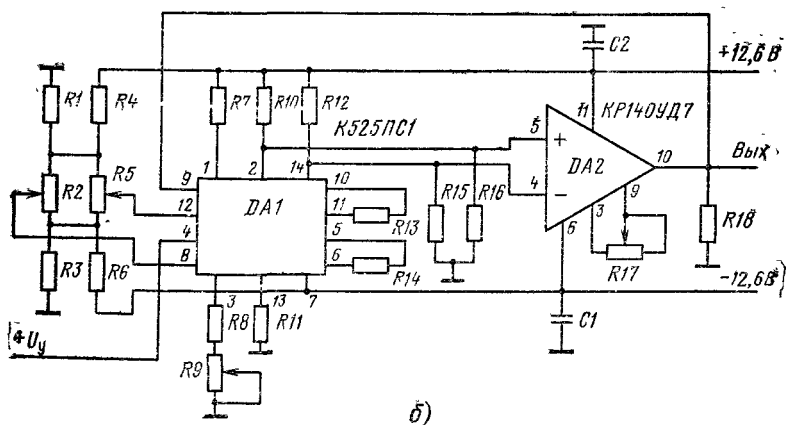 C2
+12,6 В
R1
R4
R7
R10
R12
К525ПС1
КР140УД7
11
5
+
DA2
10
Вых
4
−
9
3
6
R17
R18
R2
R5
9
1
2
14
10
12
DA1
11
R13
4
5
8
6
R14
R15
R16
R3
R6
3
13
7
−12,6В
R8
R11
C1
+Uу
R9
б)